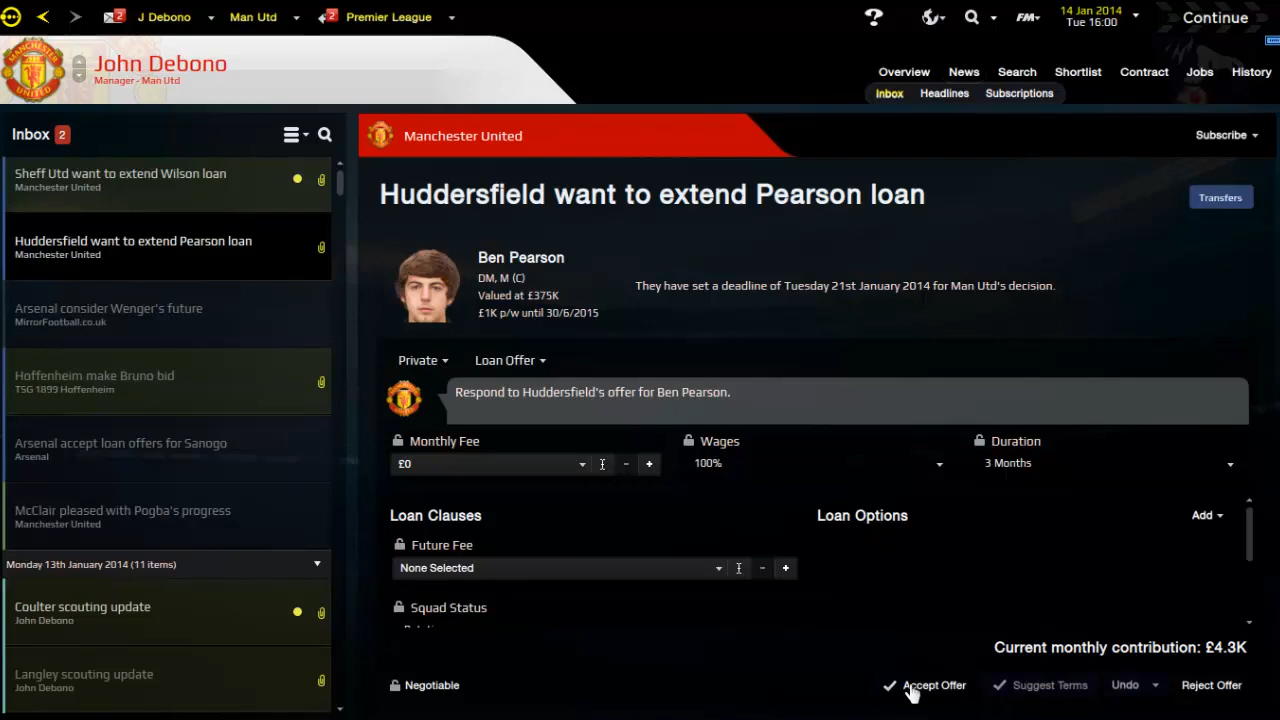 2 J Debono Man Utd 2 Premier League FM 14 Jan 2014 Continue
Tue 16:00
John Debono
Manager - Man Utd
Overview News Search Shortlist Contract Jobs History
Inbox Headlines Subscriptions
Inbox 2
Manchester United
Subscribe
Sheff Utd want to extend Wilson loan
Manchester United
Huddersfield want to extend Pearson loan
Manchester United
Arsenal consider Wenger's future
MirrorFootball.co.uk
Hoffenheim make Bruno bid
TSG 1899 Hoffenheim
Arsenal accept loan offers for Sanogo
Arsenal
McClair pleased with Pogba's progress
Manchester United
Monday 13th January 2014 (11 items)
Coulter scouting update
John Debono
Langley scouting update
John Debono
Huddersfield want to extend Pearson loan
Transfers
Ben Pearson
DM, M (C)
Valued at £375K
£1K p/w until 30/6/2015
They have set a deadline of Tuesday 21st January 2014 for Man Utd's decision.
Private Loan Offer
Respond to Huddersfield's offer for Ben Pearson.
Monthly Fee Wages Duration
£0 - + 100% 3 Months
Loan Clauses Loan Options Add
Future Fee
None Selected - +
Squad Status
Current monthly contribution: £4.3K
Negotiable Accept Offer Suggest Terms Undo Reject Offer